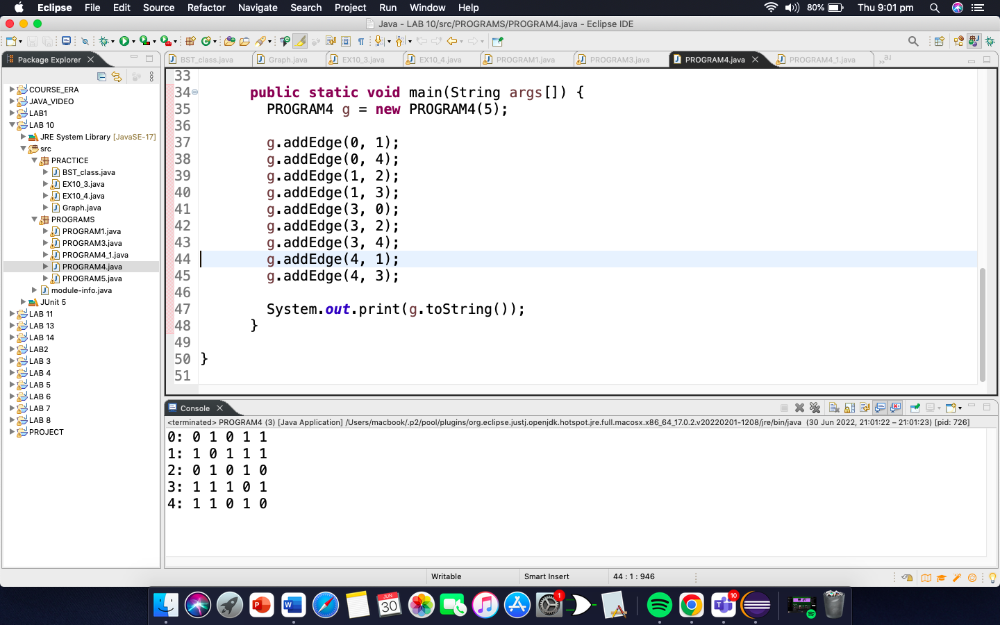 Eclipse File Edit Source Refactor Navigate Search Project Run Window Help 80% Thu 9:01 pm
Java - LAB 10/src/PROGRAMS/PROGRAM4.java - Eclipse IDE
Package Explorer
COURSE_ERA
JAVA_VIDEO
LAB1
LAB 10
JRE System Library [JavaSE-17]
src
PRACTICE
BST_class.java
EX10_3.java
EX10_4.java
Graph.java
PROGRAMS
PROGRAM1.java
PROGRAM3.java
PROGRAM4_1.java
PROGRAM4.java
PROGRAM5.java
module-info.java
JUnit 5
LAB 11
LAB 13
LAB 14
LAB2
LAB 3
LAB 4
LAB 5
LAB 6
LAB 7
LAB 8
PROJECT
BST_class.java Graph.java EX10_3.java EX10_4.java PROGRAM1.java PROGRAM3.java PROGRAM4.java PROGRAM4_1.java
33
34 public static void main(String args[]) {
35 PROGRAM4 g = new PROGRAM4(5);
36
37 g.addEdge(0, 1);
38 g.addEdge(0, 4);
39 g.addEdge(1, 2);
40 g.addEdge(1, 3);
41 g.addEdge(3, 0);
42 g.addEdge(3, 2);
43 g.addEdge(3, 4);
44 g.addEdge(4, 1);
45 g.addEdge(4, 3);
46
47 System.out.print(g.toString());
48 }
49
50 }
51
Console
<terminated> PROGRAM4 (3) [Java Application] /Users/macbook/.p2/pool/plugins/org.eclipse.justj.openjdk.hotspot.jre.full.macosx.x86_64_17.0.2.v20220201-1208/jre/bin/java (30 Jun 2022, 21:01:22 – 21:01:23) [pid: 726]
0: 0 1 0 1 1
1: 1 0 1 1 1
2: 0 1 0 1 0
3: 1 1 1 0 1
4: 1 1 0 1 0
Writable Smart Insert 44 : 1 : 946
JUN
30
1
10